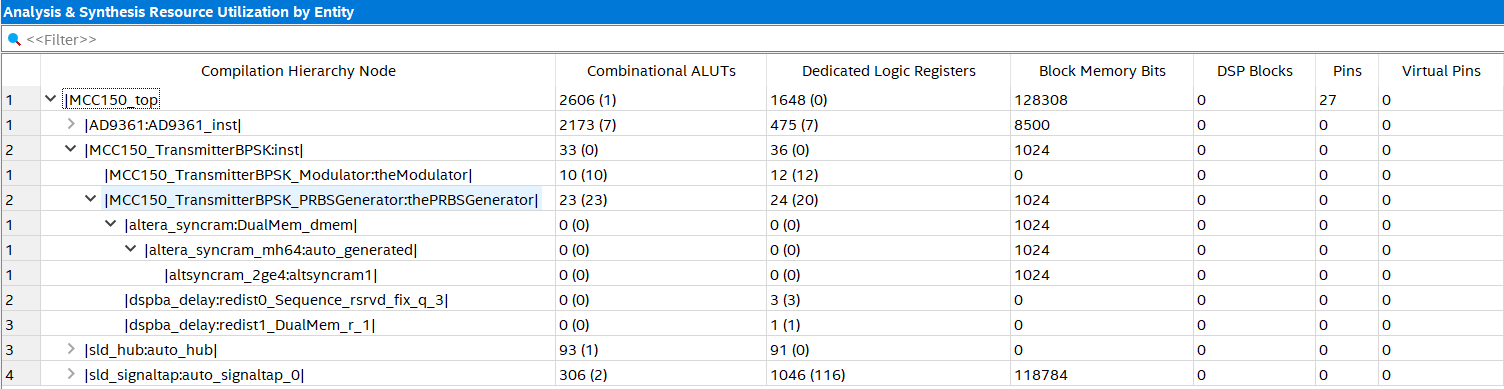 Analysis & Synthesis Resource Utilization by Entity
<<Filter>>
Compilation Hierarchy Node Combinational ALUTs Dedicated Logic Registers Block Memory Bits DSP Blocks Pins Virtual Pins
1 |MCC150_top 2606 (1) 1648 (0) 128308 0 27 0
1 |AD9361:AD9361_inst| 2173 (7) 475 (7) 8500 0 0 0
2 |MCC150_TransmitterBPSK:inst| 33 (0) 36 (0) 1024 0 0 0
1 |MCC150_TransmitterBPSK_Modulator:theModulator| 10 (10) 12 (12) 0 0 0 0
2 |MCC150_TransmitterBPSK_PRBSGenerator:thePRBSGenerator| 23 (23) 24 (20) 1024 0 0 0
1 |altera_syncram:DualMem_dmem| 0 (0) 0 (0) 1024 0 0 0
1 |altera_syncram_mh64:auto_generated| 0 (0) 0 (0) 1024 0 0 0
1 |altsyncram_2ge4:altsyncram1| 0 (0) 0 (0) 1024 0 0 0
2 |dspba_delay:redist0_Sequence_rsrvd_fix_q_3| 0 (0) 3 (3) 0 0 0 0
3 |dspba_delay:redist1_DualMem_r_1| 0 (0) 1 (1) 0 0 0 0
3 |sld_hub:auto_hub| 93 (1) 91 (0) 0 0 0 0
4 |sld_signaltap:auto_signaltap_0| 306 (2) 1046 (116) 118784 0 0 0